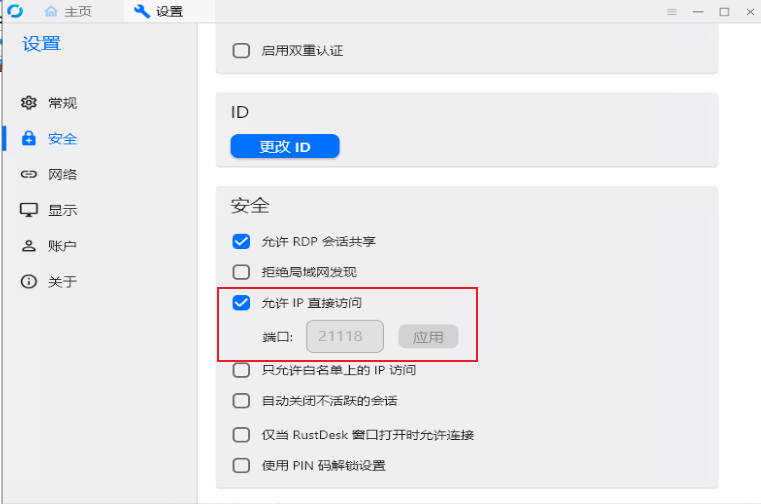 主页
设置
设置
常规
安全
网络
显示
账户
关于
启用双重认证
ID
更改 ID
安全
允许 RDP 会话共享
拒绝局域网发现
允许 IP 直接访问
端口: 21118 应用
只允许白名单上的 IP 访问
自动关闭不活跃的会话
仅当 RustDesk 窗口打开时允许连接
使用 PIN 码解锁设置